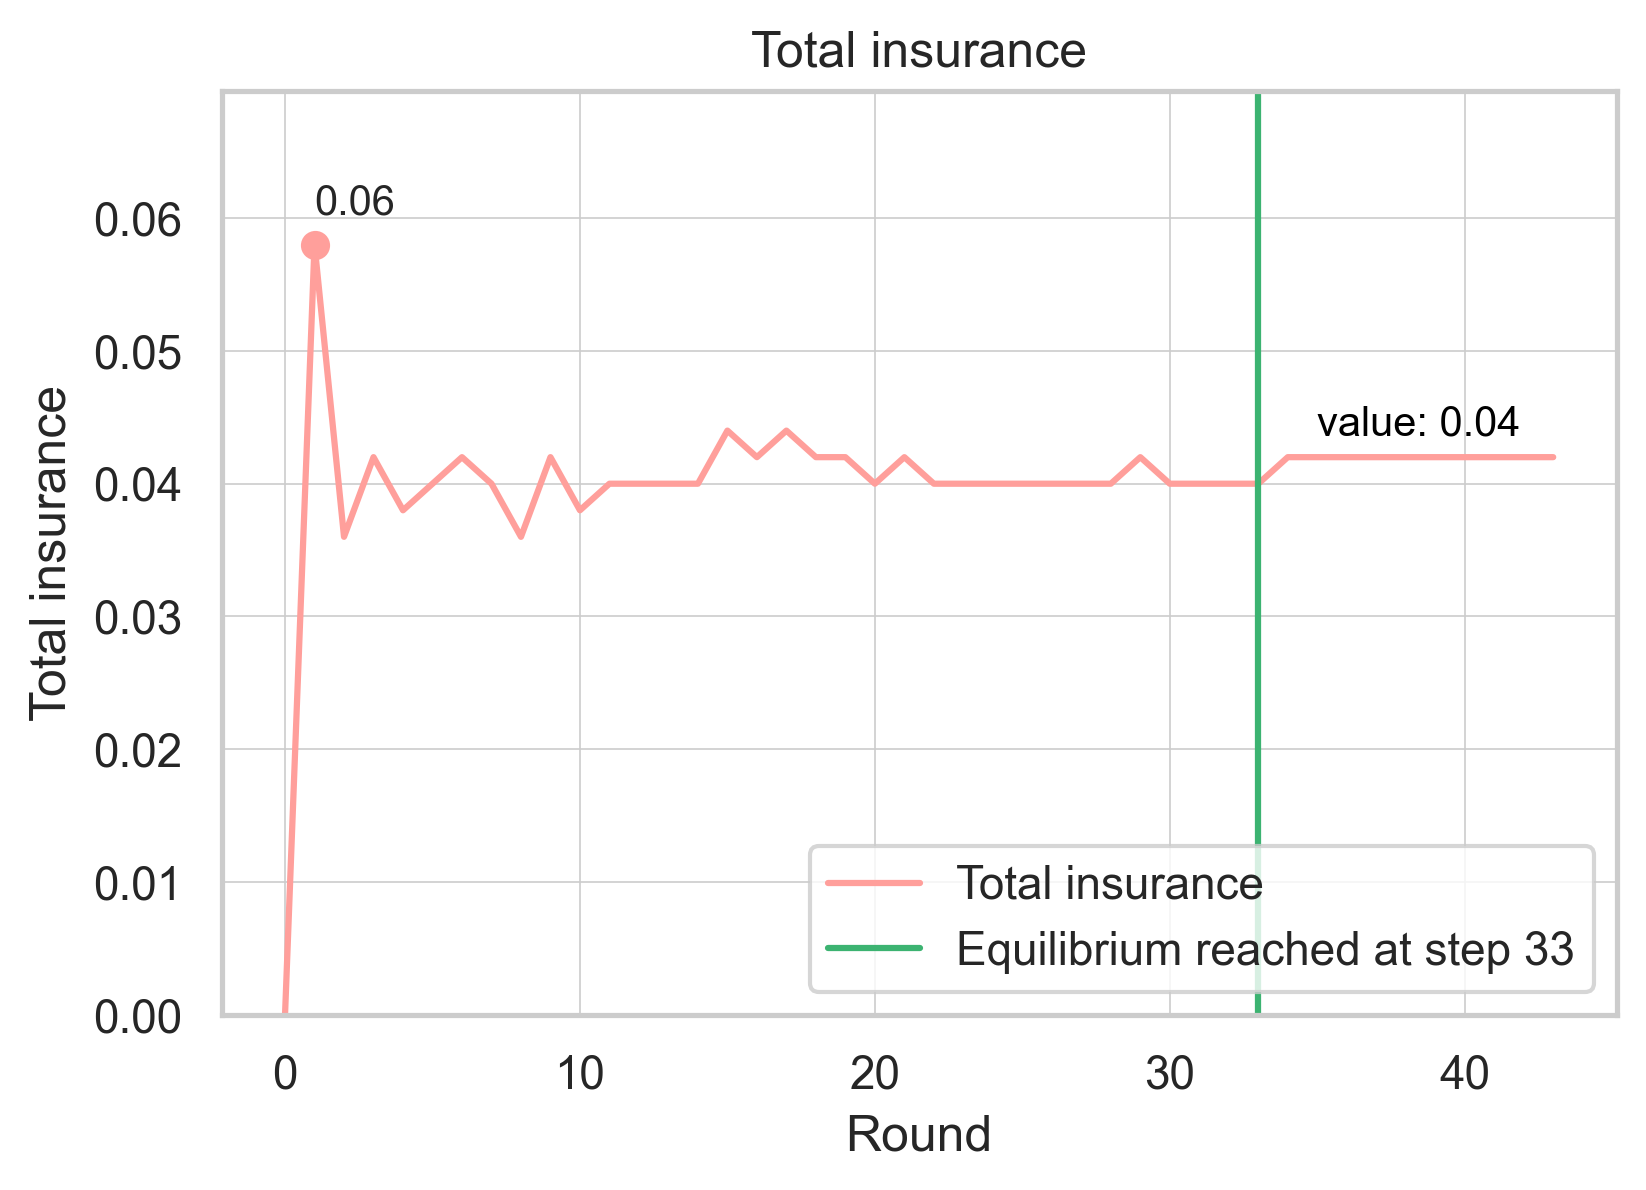 Total insurance
0.06
value: 0.04
Total insurance
0.06
0.05
0.04
0.03
0.02
0.01
0.00
0 10 20 30 40
Round
Total insurance
Equilibrium reached at step 33